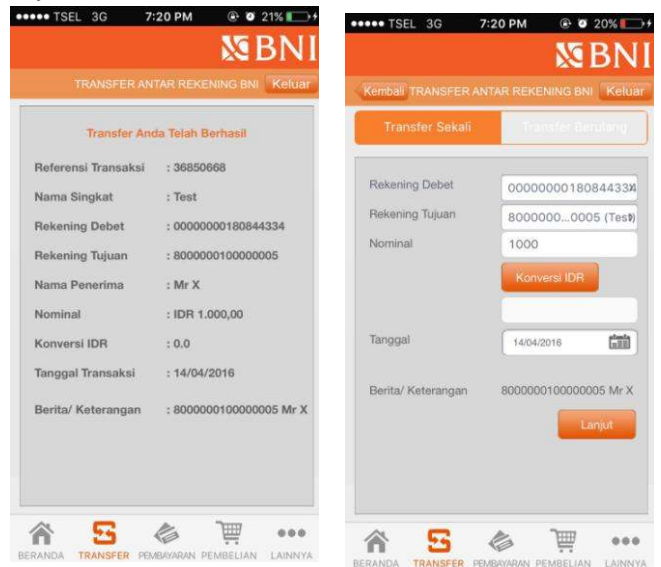 TSEL 3G 7:20 PM 21%
BNI
TRANSFER ANTAR REKENING BNI Keluar
Transfer Anda Telah Berhasil
Referensi Transaksi : 36850668
Nama Singkat : Test
Rekening Debet : 00000000180844334
Rekening Tujuan : 8000000100000005
Nama Penerima : Mr X
Nominal : IDR 1.000,00
Konversi IDR : 0.0
Tanggal Transaksi : 14/04/2016
Berita/ Keterangan : 8000000100000005 Mr X
BERANDA TRANSFER PEMBAYARAN PEMBELIAN LAINNYA
TSEL 3G 7:20 PM 20%
BNI
Kembali TRANSFER ANTAR REKENING BNI Keluar
Transfer Sekali Transfer Berulang
Rekening Debet 00000000180844334
Rekening Tujuan 8000000...0005 (Test)
Nominal 1000
Konversi IDR
Tanggal 14/04/2016
Berita/ Keterangan 8000000100000005 Mr X
Lanjut
BERANDA TRANSFER PEMBAYARAN PEMBELIAN LAINNYA